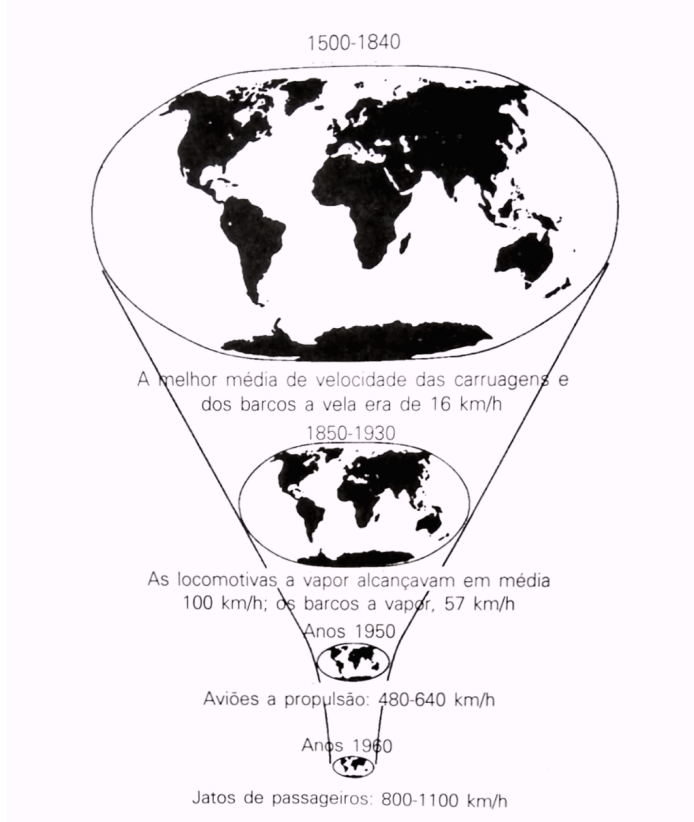 1500-1840
A melhor média de velocidade das carruagens e
dos barcos a vela era de 16 km/h
1850-1930
As locomotivas a vapor alcançavam em média
100 km/h; os barcos a vapor, 57 km/h
Anos 1950
Aviões a propulsão: 480-640 km/h
Anos 1960
Jatos de passageiros: 800-1100 km/h